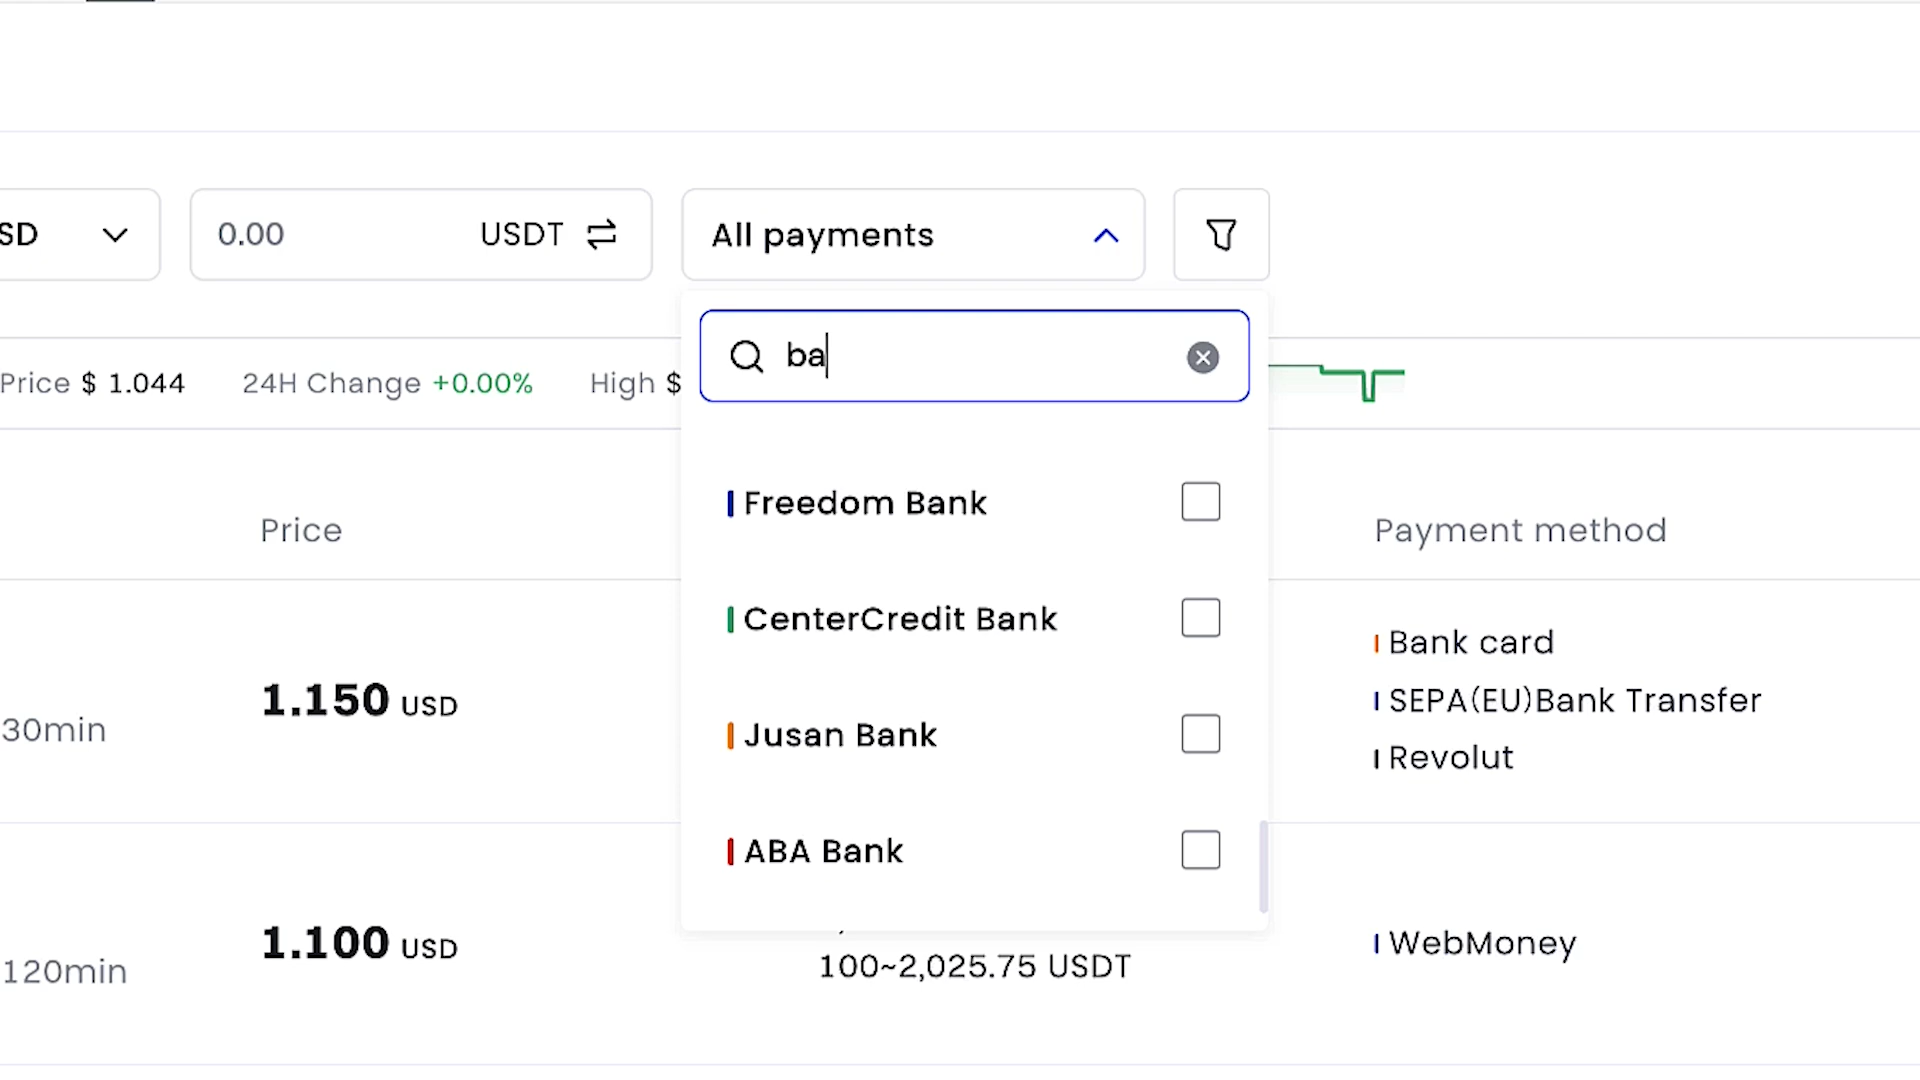 SD
0.00 USDT
All payments
ba
Price $ 1.044 24H Change +0.00% High $
Freedom Bank
CenterCredit Bank
Jusan Bank
ABA Bank
Price
Payment method
30min
1.150 USD
Bank card
SEPA(EU)Bank Transfer
Revolut
120min
1.100 USD
100~2,025.75 USDT
WebMoney